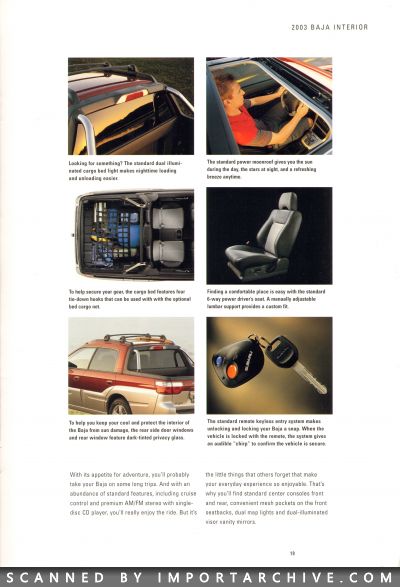 2003 BAJA INTERIOR
Looking for something? The standard dual illumi-
nated cargo bed light makes nighttime loading
and unloading easier.
The standard power moonroof gives you the sun
during the day, the stars at night, and a refreshing
breeze anytime.
To help secure your gear, the cargo bed features four
tie-down hooks that can be used with with the optional
bed cargo net.
Finding a comfortable place is easy with the standard
6-way power driver's seat. A manually adjustable
lumbar support provides a custom fit.
SUBARU
To help you keep your cool and protect the interior of
the Baja from sun damage, the rear side door windows
and rear window feature dark-tinted privacy glass.
The standard remote keyless entry system makes
unlocking and locking your Baja a snap. When the
vehicle is locked with the remote, the system gives
an audible "chirp" to confirm the vehicle is secure.
With its appetite for adventure, you'll probably
take your Baja on some long trips. And with an
abundance of standard features, including cruise
control and premium AM/FM stereo with single-
disc CD player, you'll really enjoy the ride. But it's
the little things that others forget that make
your everyday experience so enjoyable. That's
why you'll find standard center consoles front
and rear, convenient mesh pockets on the front
seatbacks, dual map lights and dual-illuminated
visor vanity mirrors.
18
SCANNED BY IMPORTARCHIVE.COM